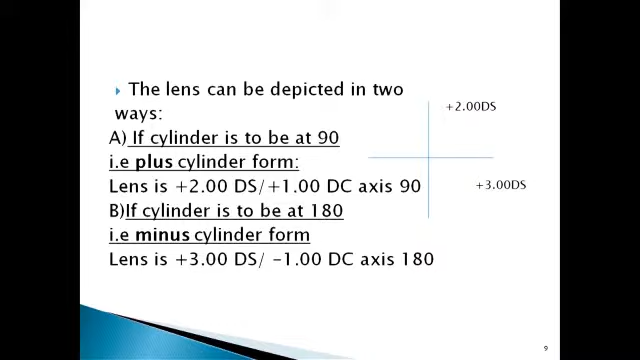 The lens can be depicted in two
ways:
A) If cylinder is to be at 90
i.e plus cylinder form:
Lens is +2.00 DS/+1.00 DC axis 90
B)If cylinder is to be at 180
i.e minus cylinder form
Lens is +3.00 DS/ -1.00 DC axis 180
+2.00DS
+3.00DS
9